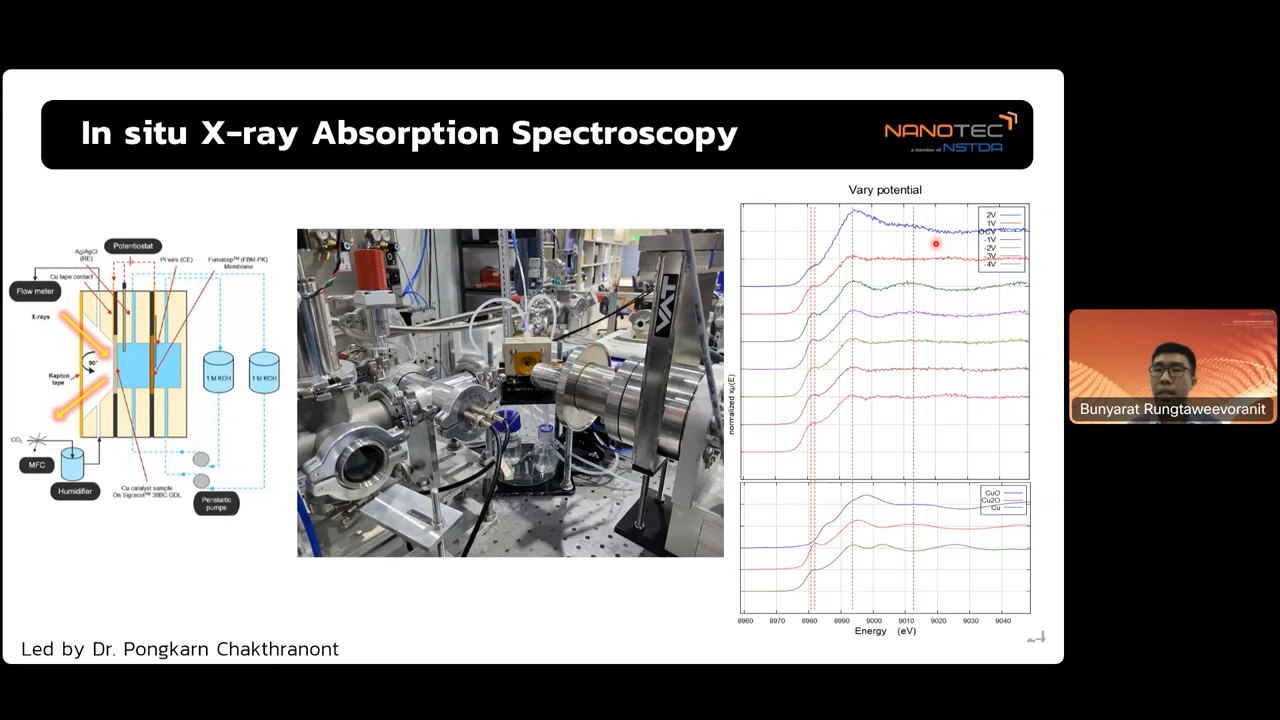 In situ X-ray Absorption Spectroscopy
NANOTEC
a member of NSTDA
Ag/AgCl
(RE)
Potentiostat
Pt wire (CE)
Fumasep™ (FBM-PK)
Membrane
Cu tape contact
Flow meter
X-rays
90°
Kapton
tape
1 M KOH
1 M KOH
CO₂
MFC
Humidifier
Cu catalyst sample
On Sigracet™ 36BC GDL
Peristaltic
pumps
VAT
Vary potential
2V
1V
OCV
-1V
-2V
-3V
-4V
normalized xμ(E)
CuO
Cu2O
Cu
8960 8970 8980 8990 9000 9010 9020 9030 9040
Energy (eV)
Led by Dr. Pongkarn Chakthranont
Bunyarat Rungtaweevoranit